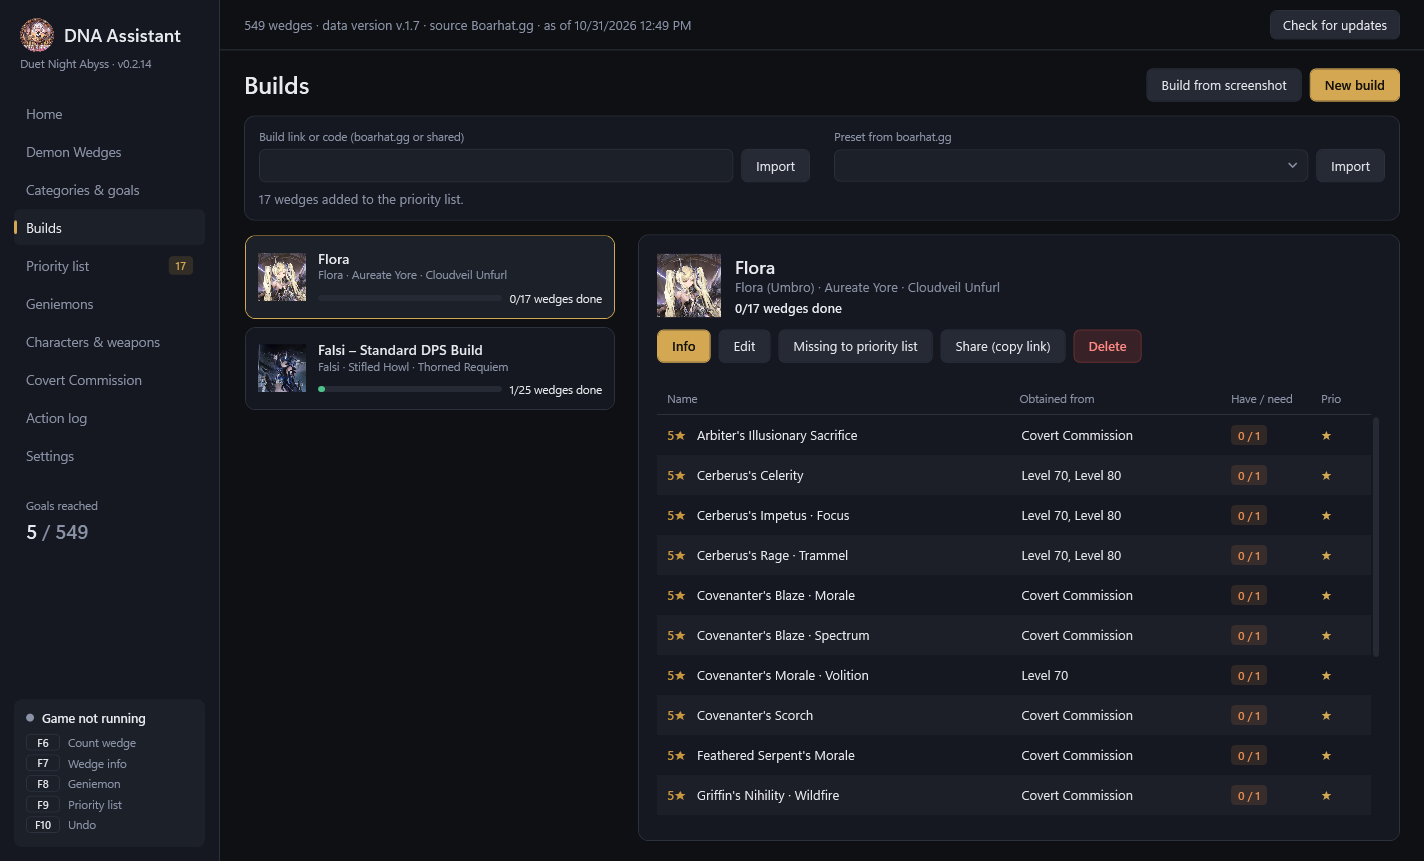 DNA Assistant
Duet Night Abyss · v0.2.14
Home
Demon Wedges
Categories & goals
Builds
Priority list 17
Geniemons
Characters & weapons
Covert Commission
Action log
Settings
Goals reached
5 / 549
Game not running
F6 Count wedge
F7 Wedge info
F8 Geniemon
F9 Priority list
F10 Undo
549 wedges · data version v.1.7 · source Boarhat.gg · as of 10/31/2026 12:49 PM
Check for updates
Builds
Build from screenshot
New build
Build link or code (boarhat.gg or shared)
Import
Preset from boarhat.gg
Import
17 wedges added to the priority list.
Flora
Flora · Aureate Yore · Cloudveil Unfurl
0/17 wedges done
Falsi – Standard DPS Build
Falsi · Stifled Howl · Thorned Requiem
1/25 wedges done
Flora
Flora (Umbro) · Aureate Yore · Cloudveil Unfurl
0/17 wedges done
Info
Edit
Missing to priority list
Share (copy link)
Delete
Name Obtained from Have / need Prio
5★ Arbiter's Illusionary Sacrifice Covert Commission 0 / 1 ★
5★ Cerberus's Celerity Level 70, Level 80 0 / 1 ★
5★ Cerberus's Impetus · Focus Level 70, Level 80 0 / 1 ★
5★ Cerberus's Rage · Trammel Level 70, Level 80 0 / 1 ★
5★ Covenanter's Blaze · Morale Covert Commission 0 / 1 ★
5★ Covenanter's Blaze · Spectrum Covert Commission 0 / 1 ★
5★ Covenanter's Morale · Volition Level 70 0 / 1 ★
5★ Covenanter's Scorch Covert Commission 0 / 1 ★
5★ Feathered Serpent's Morale Covert Commission 0 / 1 ★
5★ Griffin's Nihility · Wildfire Covert Commission 0 / 1 ★